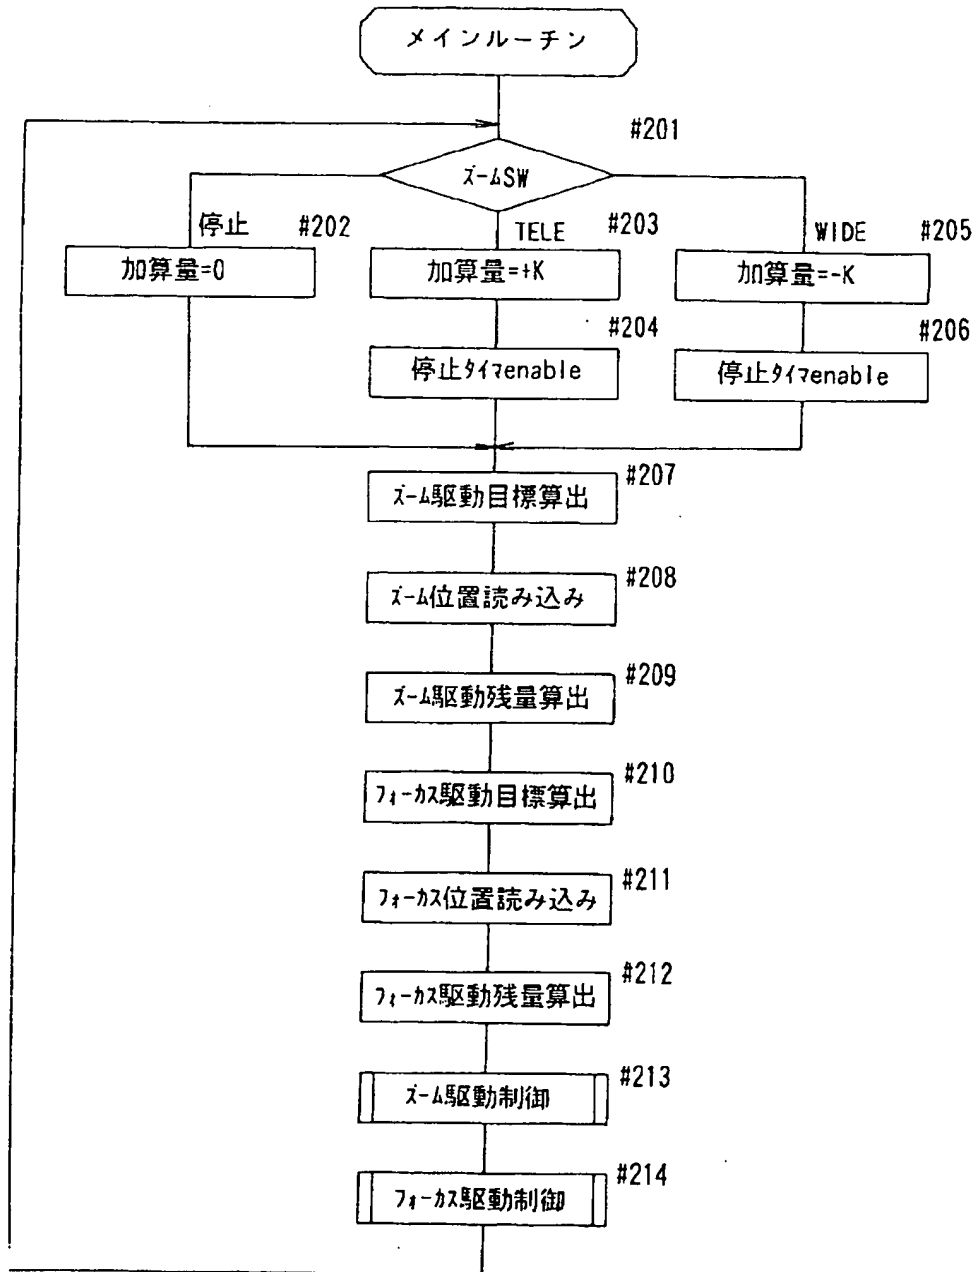 メインルーチン
#201
ズームSW
停止
#202
TELE
#203
WIDE
#205
加算量=0
加算量=+K
加算量=-K
#204
#206
停止タイマenable
停止タイマenable
#207
ズーム駆動目標算出
#208
ズーム位置読み込み
#209
ズーム駆動残量算出
#210
フォーカス駆動目標算出
#211
フォーカス位置読み込み
#212
フォーカス駆動残量算出
#213
ズーム駆動制御
#214
フォーカス駆動制御